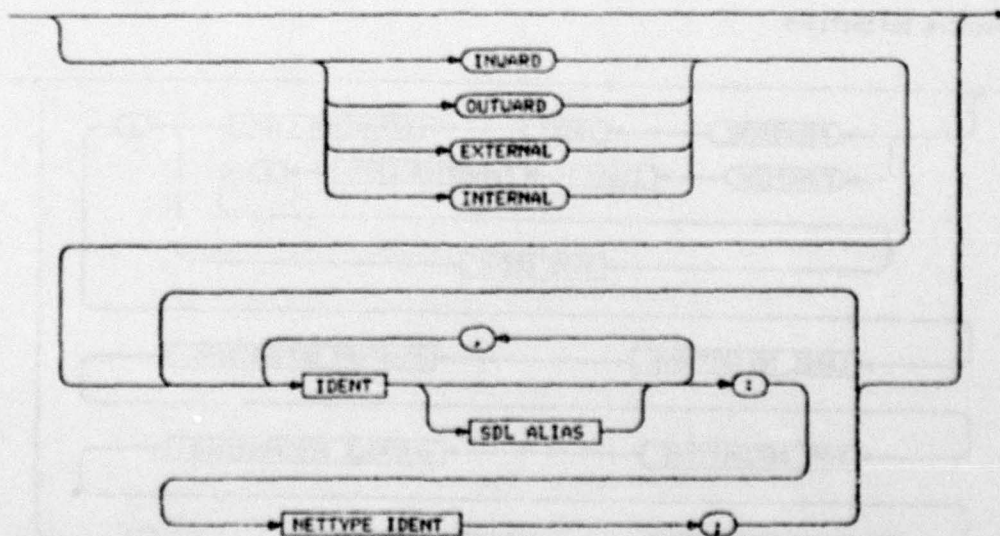 INWARD
OUTWARD
EXTERNAL
INTERNAL
,
IDENT
:
SDL ALIAS
NETTYPE IDENT
;